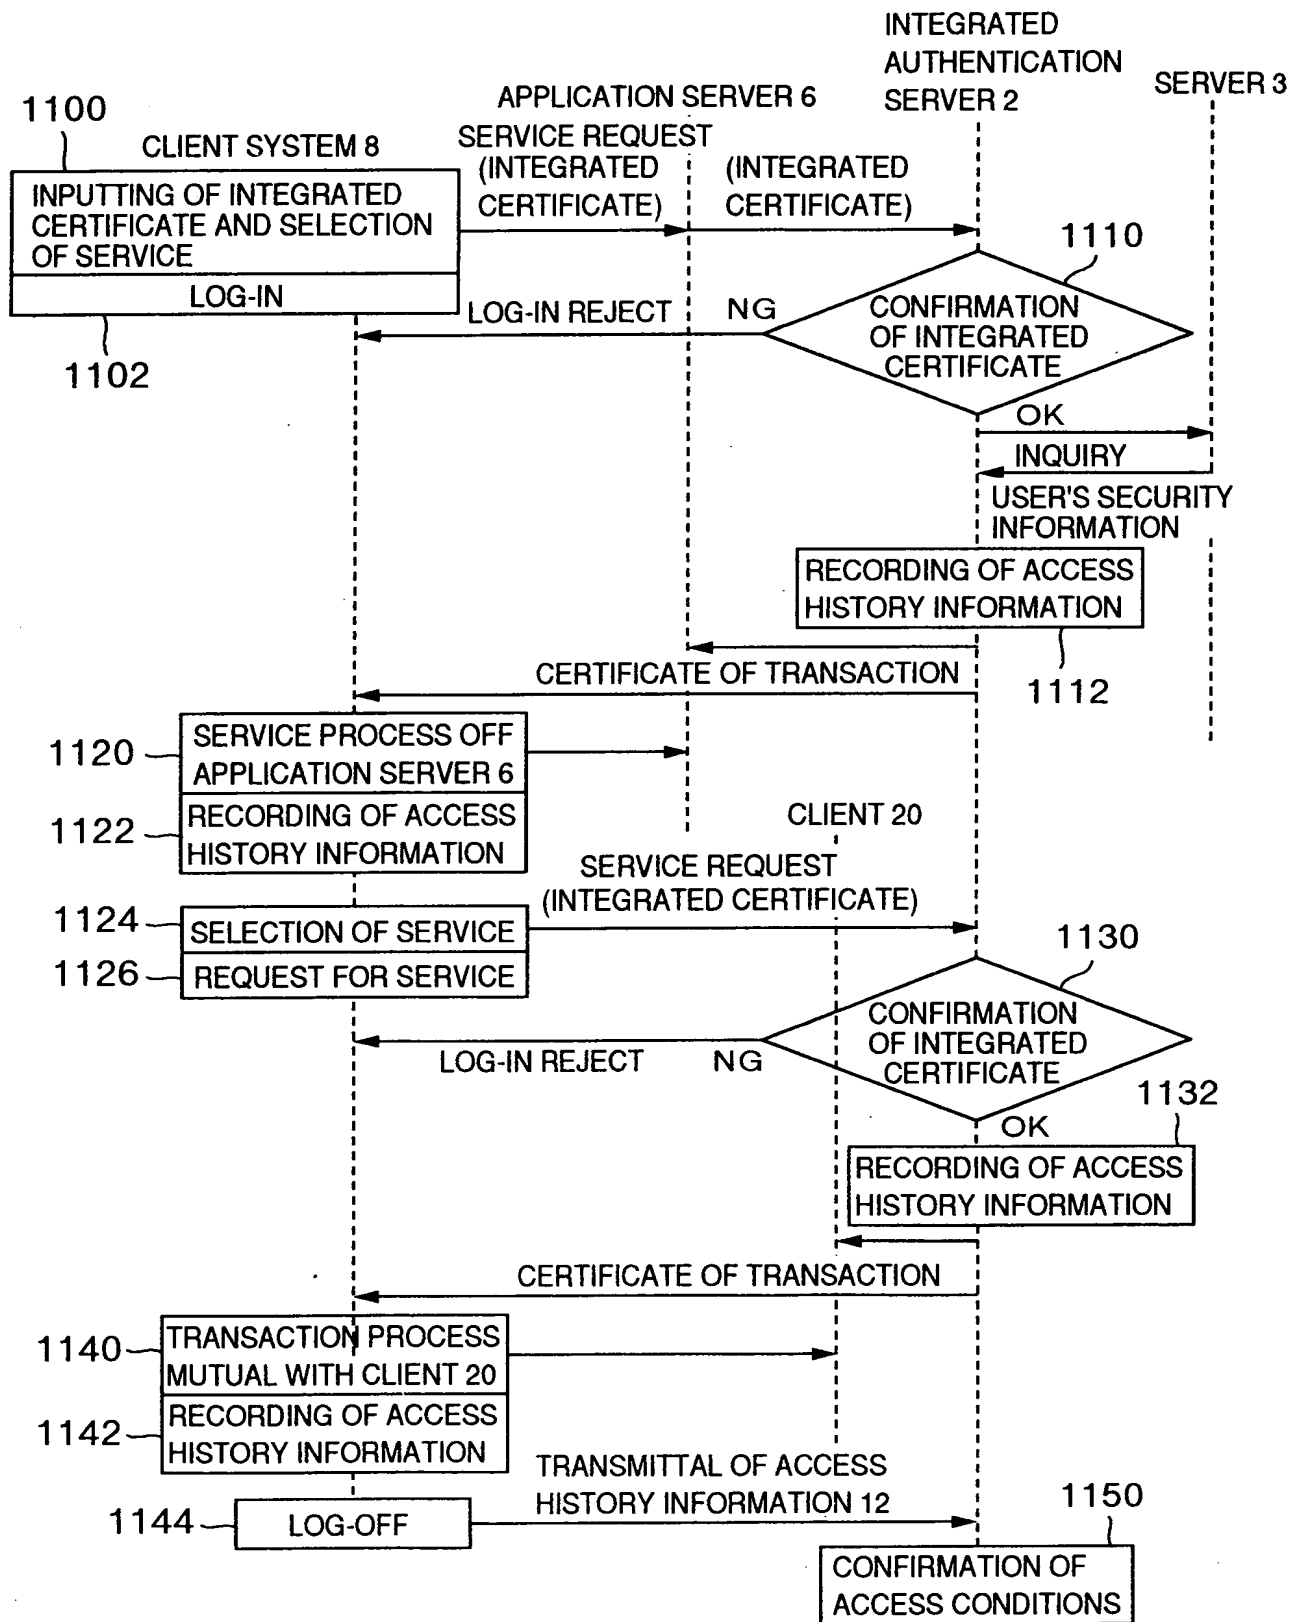 INTEGRATED
AUTHENTICATION
SERVER 2
SERVER 3
APPLICATION SERVER 6
1100
CLIENT SYSTEM 8
SERVICE REQUEST
(INTEGRATED
CERTIFICATE)
(INTEGRATED
CERTIFICATE)
INPUTTING OF INTEGRATED
CERTIFICATE AND SELECTION
OF SERVICE
LOG-IN
1102
1110
LOG-IN REJECT
NG
CONFIRMATION
OF INTEGRATED
CERTIFICATE
OK
INQUIRY
USER'S SECURITY
INFORMATION
RECORDING OF ACCESS
HISTORY INFORMATION
1112
CERTIFICATE OF TRANSACTION
1120
SERVICE PROCESS OFF
APPLICATION SERVER 6
1122
RECORDING OF ACCESS
HISTORY INFORMATION
CLIENT 20
SERVICE REQUEST
(INTEGRATED CERTIFICATE)
1124
SELECTION OF SERVICE
1126
REQUEST FOR SERVICE
1130
CONFIRMATION
OF INTEGRATED
CERTIFICATE
LOG-IN REJECT
NG
OK
1132
RECORDING OF ACCESS
HISTORY INFORMATION
CERTIFICATE OF TRANSACTION
1140
TRANSACTION PROCESS
MUTUAL WITH CLIENT 20
1142
RECORDING OF ACCESS
HISTORY INFORMATION
TRANSMITTAL OF ACCESS
HISTORY INFORMATION 12
1144
LOG-OFF
1150
CONFIRMATION OF
ACCESS CONDITIONS